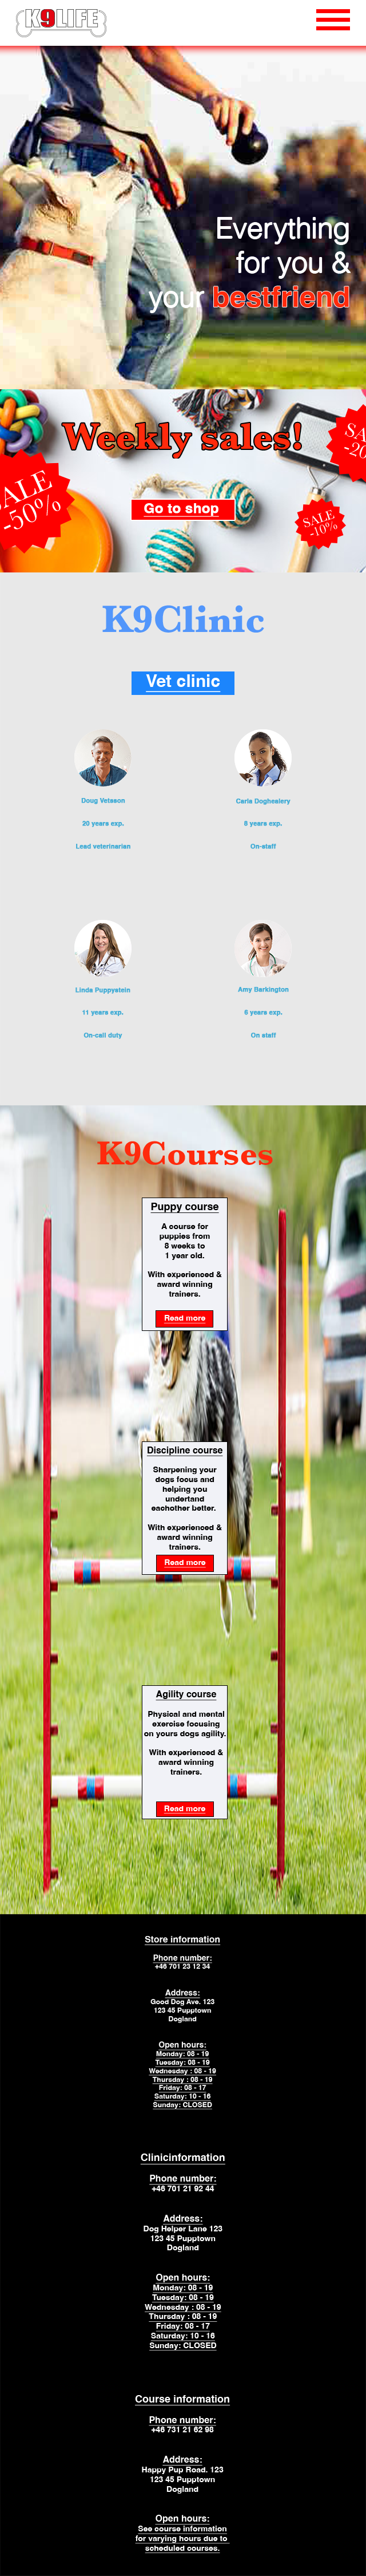 K9LIFE
Everything
for you &
your bestfriend
Weekly sales!
SALE
-50%
SA
-20
Go to shop
SALE
-10%
K9Clinic
Vet clinic
Doug Vetsson
20 years exp.
Lead veterinarian
Carla Doghealery
8 years exp.
On-staff
Linda Puppystein
11 years exp.
On-call duty
Amy Barkington
6 years exp.
On staff
K9Courses
Puppy course
A course for
puppies from
8 weeks to
1 year old.
With experienced &
award winning
trainers.
Read more
Discipline course
Sharpening your
dogs focus and
helping you
undertand
eachother better.
With experienced &
award winning
trainers.
Read more
Agility course
Physical and mental
exercise focusing
on yours dogs agility.
With experienced &
award winning
trainers.
Read more
Store information
Phone number:
+46 701 23 12 34
Address:
Good Dog Ave. 123
123 45 Pupptown
Dogland
Open hours:
Monday: 08 - 19
Tuesday: 08 - 19
Wednesday : 08 - 19
Thursday : 08 - 19
Friday: 08 - 17
Saturday: 10 - 16
Sunday: CLOSED
Clinicinformation
Phone number:
+46 701 21 92 44
Address:
Dog Helper Lane 123
123 45 Pupptown
Dogland
Open hours:
Monday: 08 - 19
Tuesday: 08 - 19
Wednesday : 08 - 19
Thursday : 08 - 19
Friday: 08 - 17
Saturday: 10 - 16
Sunday: CLOSED
Course information
Phone number:
+46 731 21 62 98
Address:
Happy Pup Road. 123
123 45 Pupptown
Dogland
Open hours:
See course information
for varying hours due to
scheduled courses.